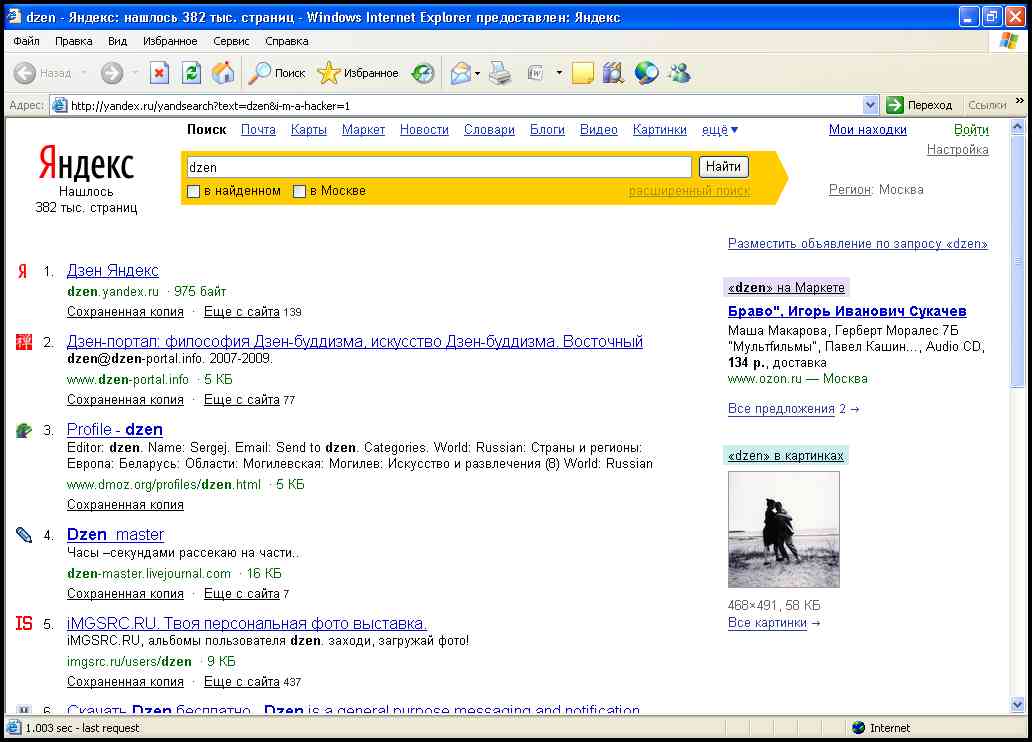 dzen - Яндекс: нашлось 382 тыс. страниц - Windows Internet Explorer предоставлен: Яндекс
Файл Правка Вид Избранное Сервис Справка
Назад Поиск Избранное
Адрес: http://yandex.ru/yandsearch?text=dzen&i-m-a-hacker=1 Переход Ссылки »
Поиск Почта Карты Маркет Новости Словари Блоги Видео Картинки ещё ▼ Мои находки Войти
Настройка
Яндекс
Нашлось
382 тыс. страниц
dzen Найти
в найденном в Москве расширенный поиск
Регион: Москва
Я 1. Дзен Яндекс
dzen.yandex.ru · 975 байт
Сохраненная копия · Еще с сайта 139
禅 2. Дзен-портал: философия Дзен-буддизма, искусство Дзен-буддизма. Восточный
dzen@dzen-portal.info. 2007-2009.
www.dzen-portal.info · 5 КБ
Сохраненная копия · Еще с сайта 77
3. Profile - dzen
Editor: dzen. Name: Sergej. Email: Send to dzen. Categories. World: Russian: Страны и регионы:
Европа: Беларусь: Области: Могилевская: Могилев: Искусство и развлечения (8) World: Russian
www.dmoz.org/profiles/dzen.html · 5 КБ
Сохраненная копия
4. Dzen_master
Часы –секундами рассекаю на части..
dzen-master.livejournal.com · 16 КБ
Сохраненная копия · Еще с сайта 7
IS 5. iMGSRC.RU. Твоя персональная фото выставка.
iMGSRC.RU, альбомы пользователя dzen. заходи, загружай фото!
imgsrc.ru/users/dzen · 9 КБ
Сохраненная копия · Еще с сайта 437
6. Скачать Dzen бесплатно. Dzen is a general purpose messaging and notification
Разместить объявление по запросу «dzen»
«dzen» на Маркете
Браво", Игорь Иванович Сукачев
Маша Макарова, Герберт Моралес 7Б
"Мультfильмы", Павел Кашин..., Audio CD,
134 р., доставка
www.ozon.ru — Москва
Все предложения 2 →
«dzen» в картинках
468×491, 58 КБ
Все картинки →
1.003 sec - last request Internet